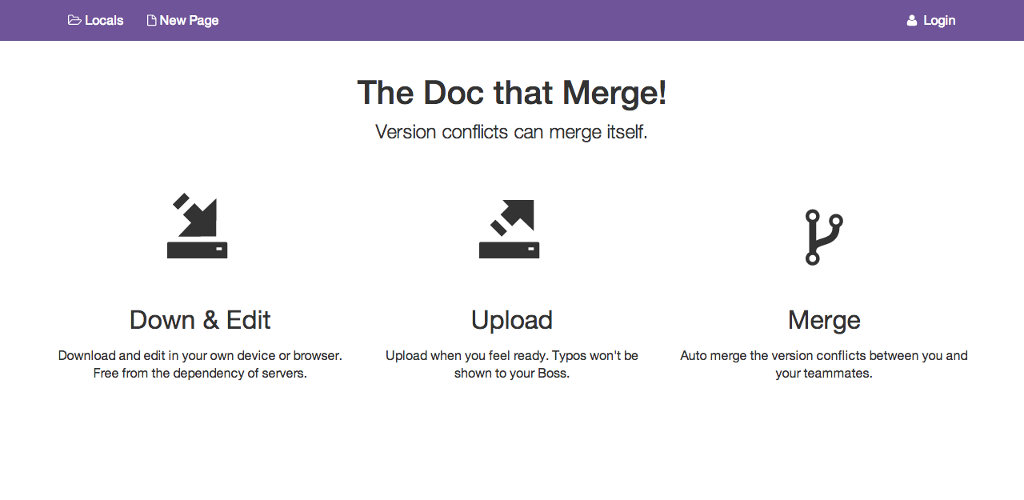 Locals New Page Login
The Doc that Merge!
Version conflicts can merge itself.
Down & Edit
Download and edit in your own device or browser.
Free from the dependency of servers.
Upload
Upload when you feel ready. Typos won't be
shown to your Boss.
Merge
Auto merge the version conflicts between you and
your teammates.